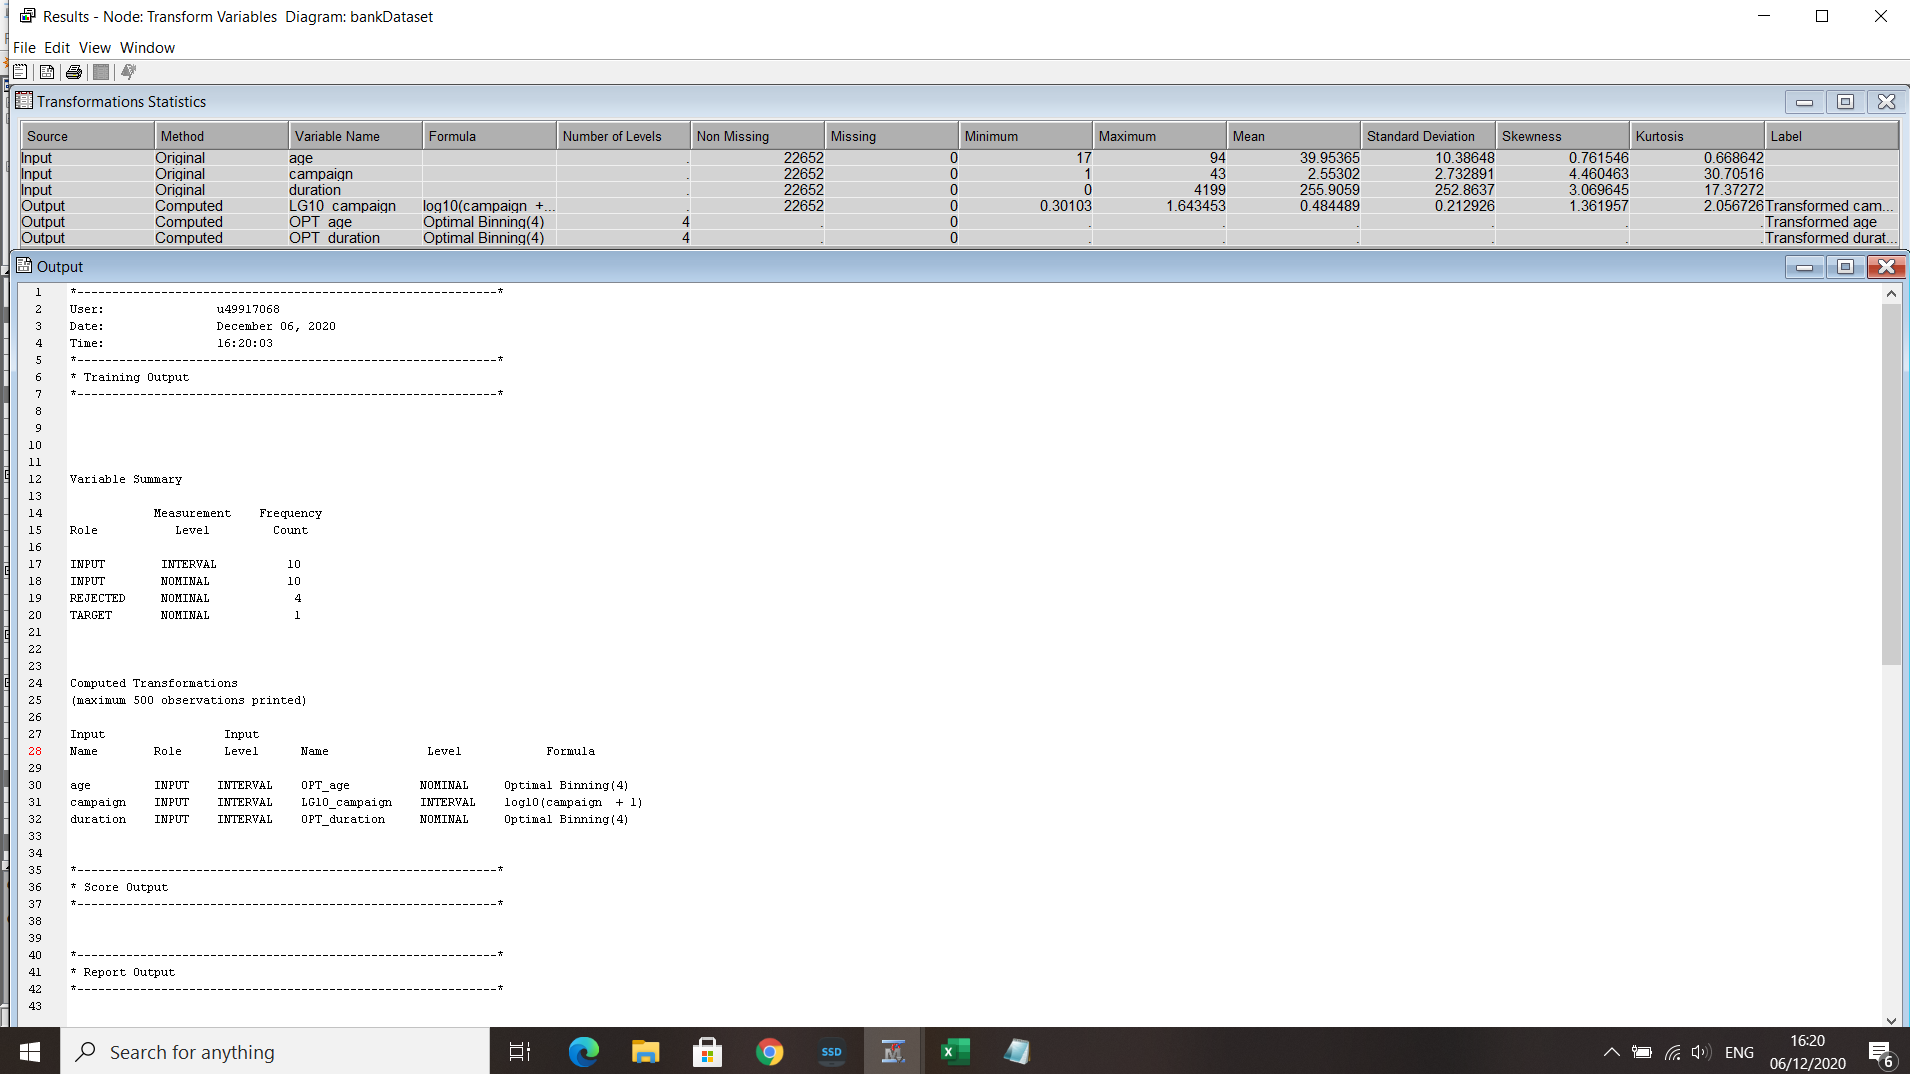 Results - Node: Transform Variables  Diagram: bankDataset
File Edit View Window
Transformations Statistics
Source Method Variable Name Formula Number of Levels Non Missing Missing Minimum Maximum Mean Standard Deviation Skewness Kurtosis Label
Input Original age . 22652 0 17 94 39.95365 10.38648 0.761546 0.668642
Input Original campaign . 22652 0 1 43 2.55302 2.732891 4.460463 30.70516
Input Original duration . 22652 0 0 4199 255.9059 252.8637 3.069645 17.37272
Output Computed LG10_campaign log10(campaign +... . 22652 0 0.30103 1.643453 0.484489 0.212926 1.361957 2.056726 Transformed cam...
Output Computed OPT_age Optimal Binning(4) 4 . 0 . . . . . . Transformed age
Output Computed OPT_duration Optimal Binning(4) 4 . 0 . . . . . . Transformed durat...
Output
1 *------------------------------------------------------------*
2 User: u49917068
3 Date: December 06, 2020
4 Time: 16:20:03
5 *------------------------------------------------------------*
6 * Training Output
7 *------------------------------------------------------------*
8
9
10
11
12 Variable Summary
13
14 Measurement Frequency
15 Role Level Count
16
17 INPUT INTERVAL 10
18 INPUT NOMINAL 10
19 REJECTED NOMINAL 4
20 TARGET NOMINAL 1
21
22
23
24 Computed Transformations
25 (maximum 500 observations printed)
26
27 Input Input
28 Name Role Level Name Level Formula
29
30 age INPUT INTERVAL OPT_age NOMINAL Optimal Binning(4)
31 campaign INPUT INTERVAL LG10_campaign INTERVAL log10(campaign  + 1)
32 duration INPUT INTERVAL OPT_duration NOMINAL Optimal Binning(4)
33
34
35 *------------------------------------------------------------*
36 * Score Output
37 *------------------------------------------------------------*
38
39
40 *------------------------------------------------------------*
41 * Report Output
42 *------------------------------------------------------------*
43
Search for anything
SSD
ENG
16:20
06/12/2020
6